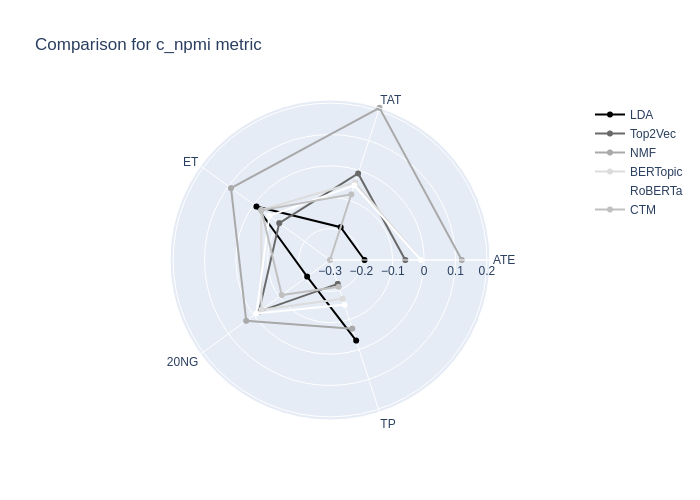 Comparison for c_npmi metric
TAT
ET
ATE
20NG
TP
−0.3
−0.2
−0.1
0
0.1
0.2
LDA
Top2Vec
NMF
BERTopic
RoBERTa
CTM